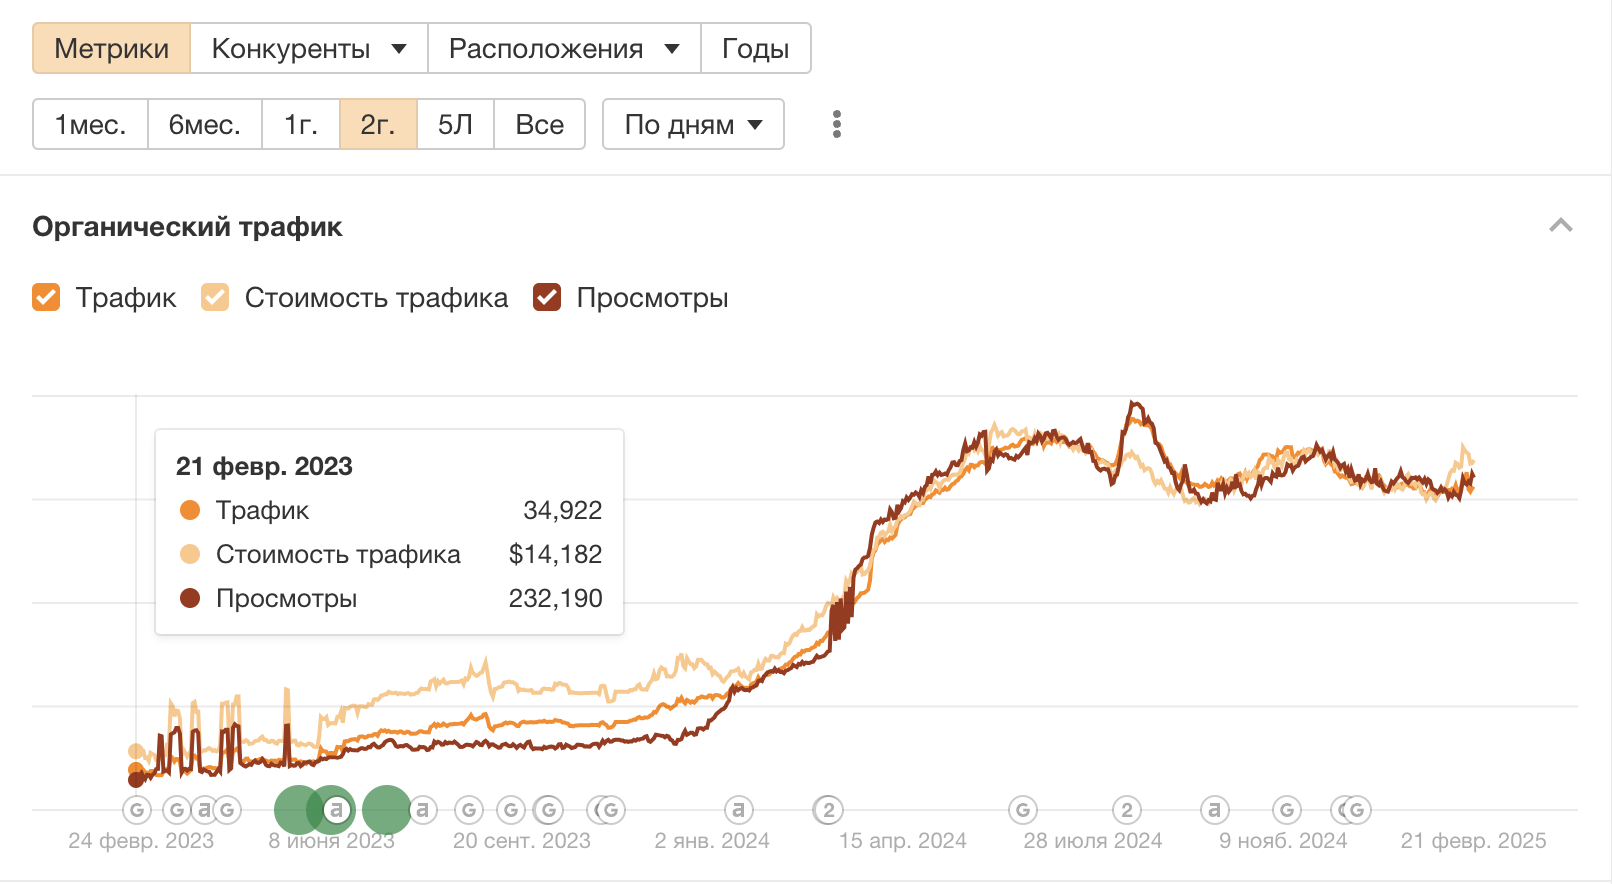 Метрики Конкуренты Расположения Годы
1мес. 6мес. 1г. 2г. 5Л Все По дням
Органический трафик
Трафик Стоимость трафика Просмотры
21 февр. 2023
Трафик 34,922
Стоимость трафика $14,182
Просмотры 232,190
G G a G a a G G G G a 2 G 2 a G G
24 февр. 2023 8 июня 2023 20 сент. 2023 2 янв. 2024 15 апр. 2024 28 июля 2024 9 нояб. 2024 21 февр. 2025